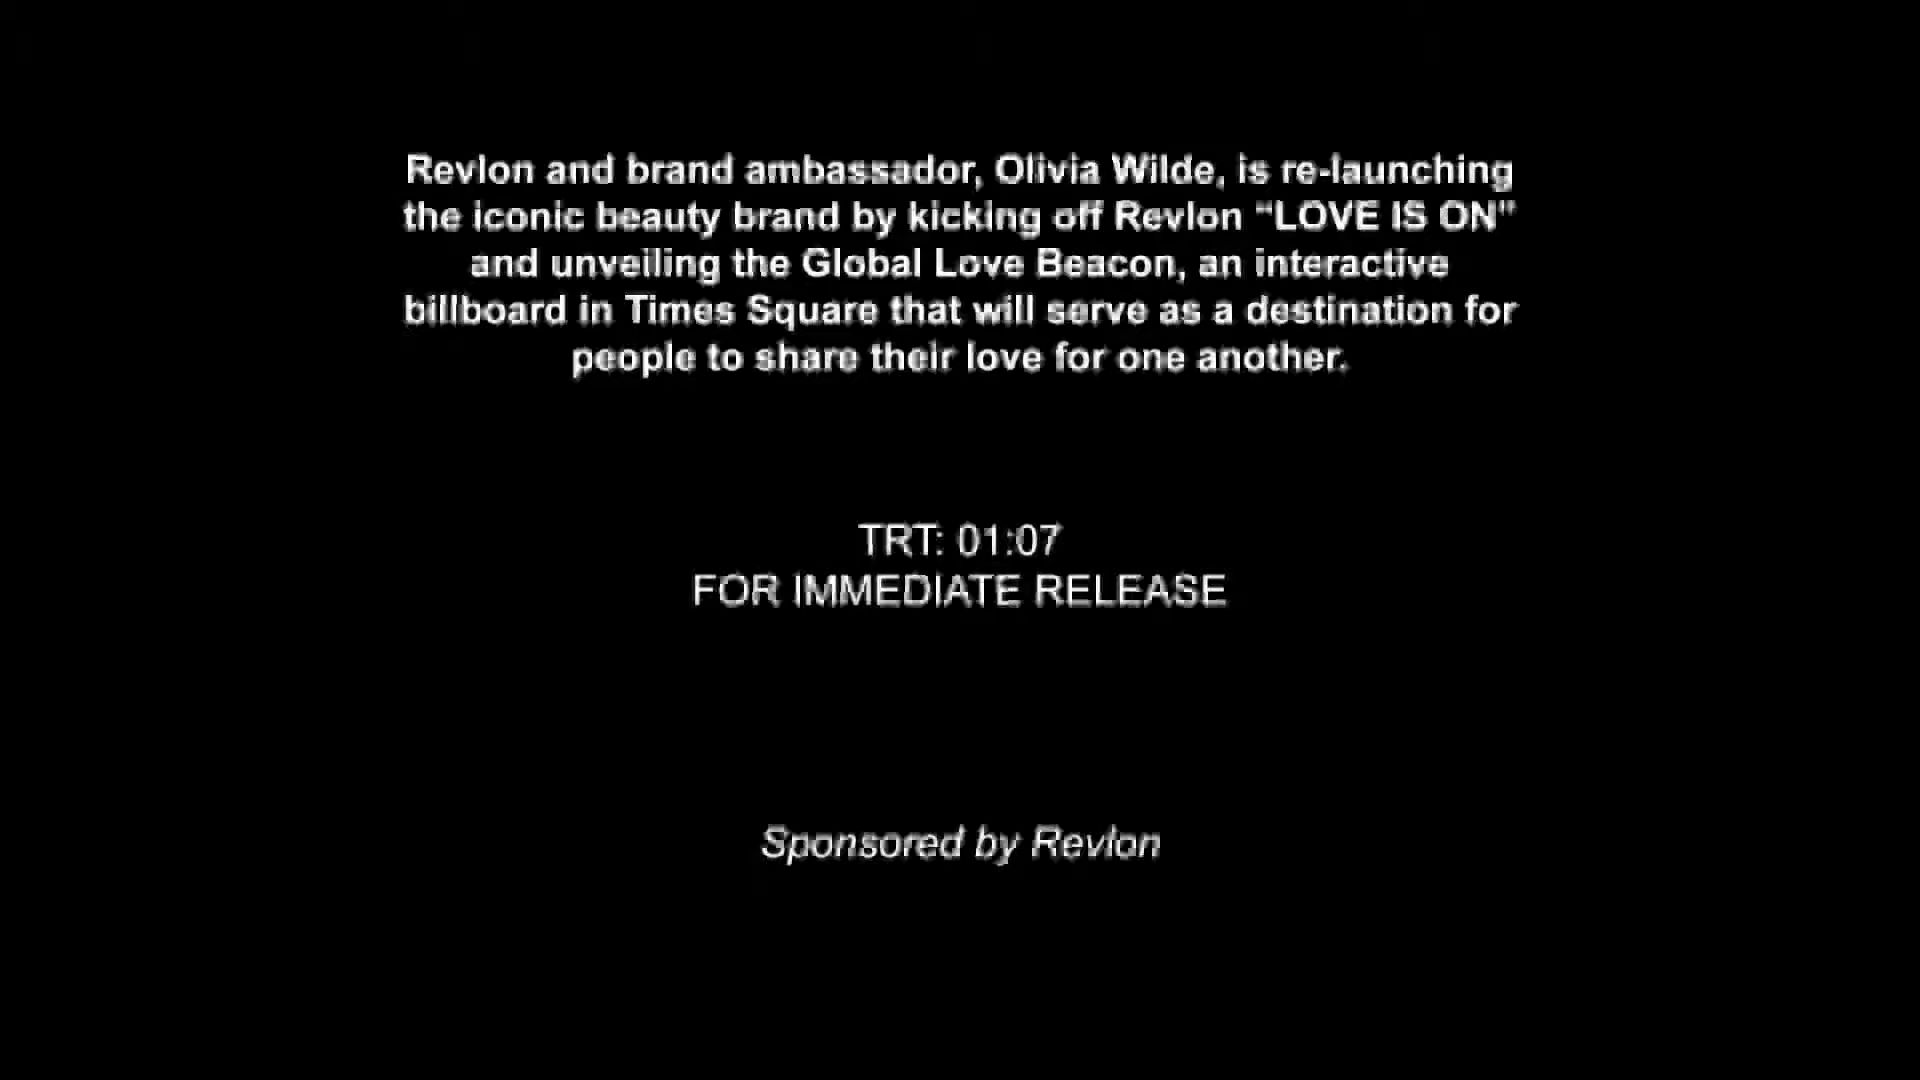 Revlon and brand ambassador, Olivia Wilde, is re-launching
the iconic beauty brand by kicking off Revlon “LOVE IS ON”
and unveiling the Global Love Beacon, an interactive
billboard in Times Square that will serve as a destination for
people to share their love for one another.
TRT: 01:07
FOR IMMEDIATE RELEASE
Sponsored by Revlon